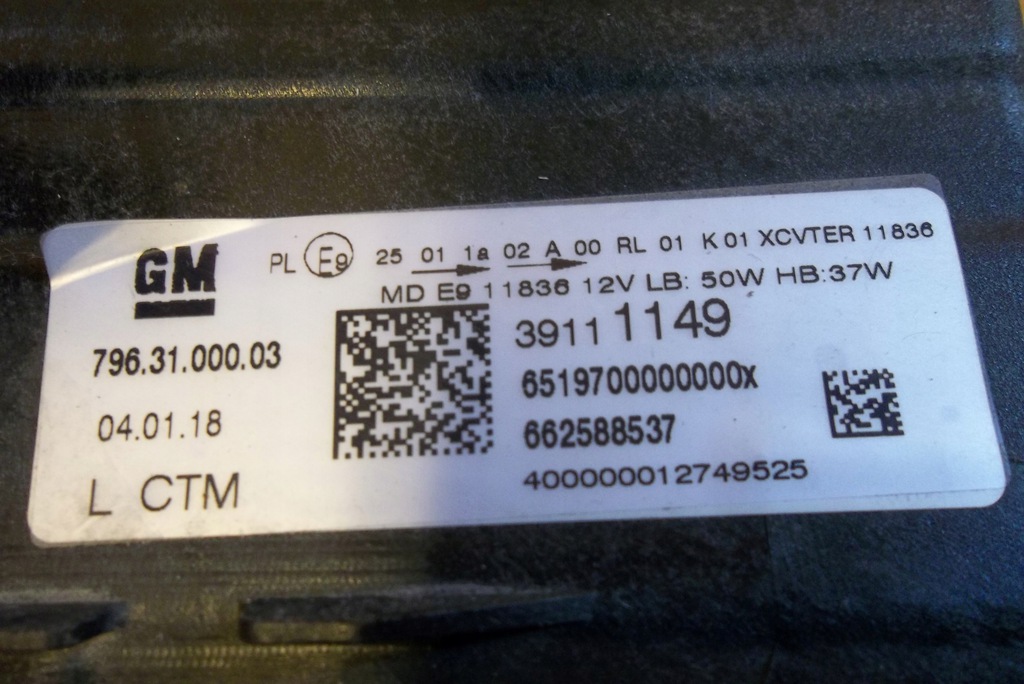 GM
PL E9 25 01 1a 02 A 00 RL 01 K 01 XCVTER 11836
MD E9 11836 12V LB: 50W HB:37W
39111149
796.31.000.03
6519700000000X
04.01.18
662588537
L CTM
400000012749525